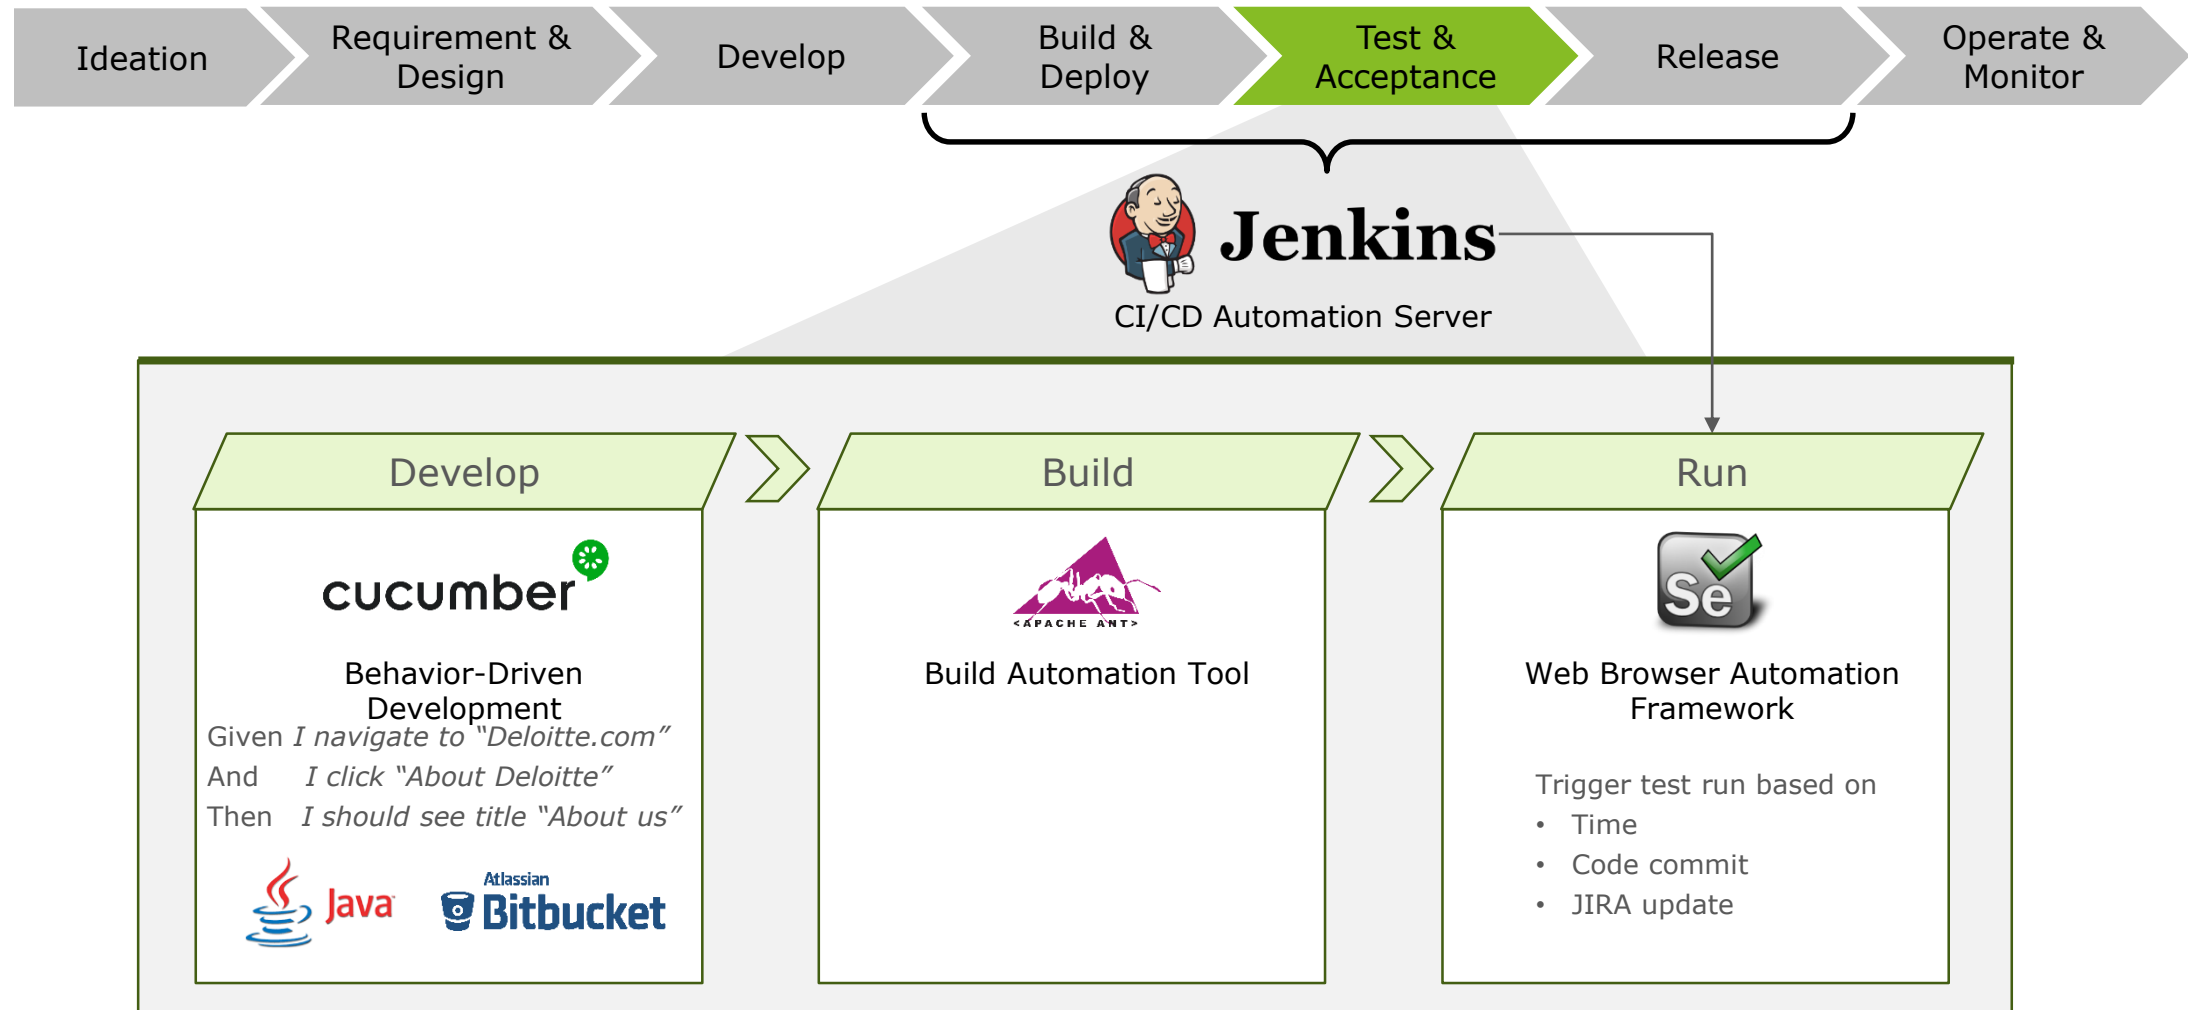 Ideation
Requirement &
Design
Develop
Build &
Deploy
Test &
Acceptance
Release
Operate &
Monitor
Jenkins
CI/CD Automation Server
Develop
cucumber
Behavior-Driven
Development
Given I navigate to “Deloitte.com”
And I click “About Deloitte”
Then I should see title “About us”
Java
Atlassian
Bitbucket
Build
<APACHE ANT>
Build Automation Tool
Run
Se
Web Browser Automation
Framework
Trigger test run based on
• Time
• Code commit
• JIRA update